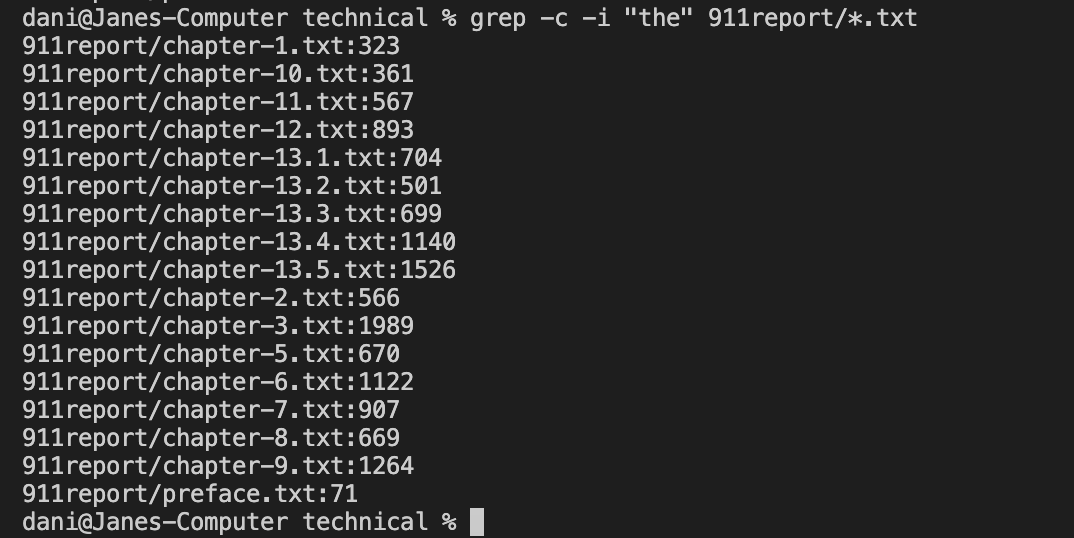 dani@Janes-Computer technical % grep -c -i "the" 911report/*.txt
911report/chapter-1.txt:323
911report/chapter-10.txt:361
911report/chapter-11.txt:567
911report/chapter-12.txt:893
911report/chapter-13.1.txt:704
911report/chapter-13.2.txt:501
911report/chapter-13.3.txt:699
911report/chapter-13.4.txt:1140
911report/chapter-13.5.txt:1526
911report/chapter-2.txt:566
911report/chapter-3.txt:1989
911report/chapter-5.txt:670
911report/chapter-6.txt:1122
911report/chapter-7.txt:907
911report/chapter-8.txt:669
911report/chapter-9.txt:1264
911report/preface.txt:71
dani@Janes-Computer technical %